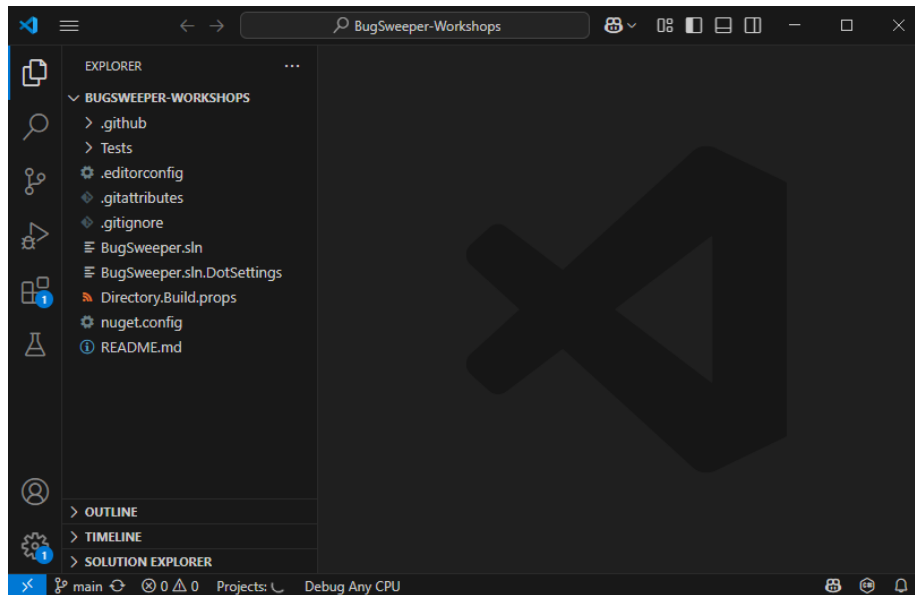 BugSweeper-Workshops
EXPLORER
BUGSWEEPER-WORKSHOPS
.github
Tests
.editorconfig
.gitattributes
.gitignore
BugSweeper.sln
BugSweeper.sln.DotSettings
Directory.Build.props
nuget.config
README.md
1
OUTLINE
TIMELINE
SOLUTION EXPLORER
1
main 0 0 Projects: Debug Any CPU